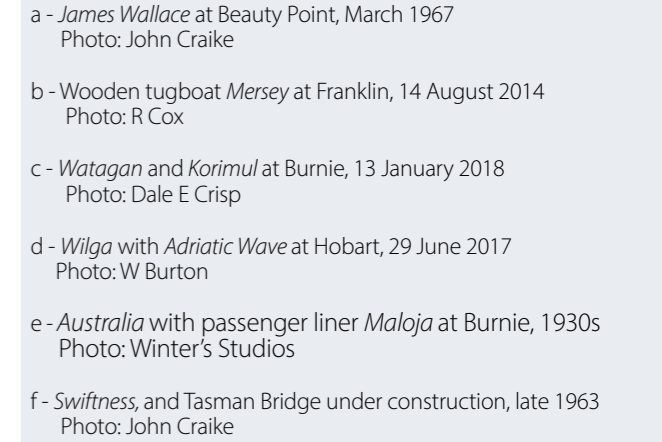 a - James Wallace at Beauty Point, March 1967
Photo: John Craike
b - Wooden tugboat Mersey at Franklin, 14 August 2014
Photo: R Cox
c - Watagan and Korimul at Burnie, 13 January 2018
Photo: Dale E Crisp
d - Wilga with Adriatic Wave at Hobart, 29 June 2017
Photo: W Burton
e - Australia with passenger liner Maloja at Burnie, 1930s
Photo: Winter’s Studios
f - Swiftness, and Tasman Bridge under construction, late 1963
Photo: John Craike